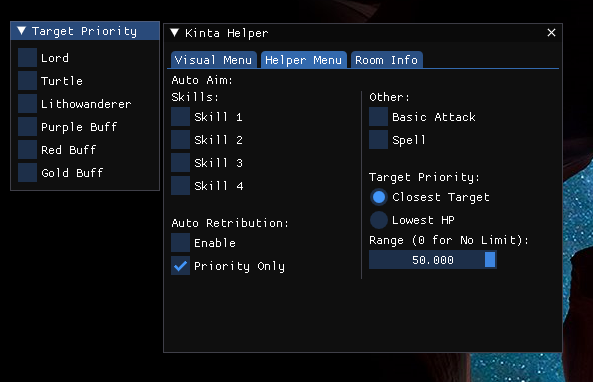 Target Priority
Lord
Turtle
Lithowanderer
Purple Buff
Red Buff
Gold Buff
Kinta Helper
Visual Menu Helper Menu Room Info
Auto Aim:
Skills:
Skill 1
Skill 2
Skill 3
Skill 4
Auto Retribution:
Enable
Priority Only
Other:
Basic Attack
Spell
Target Priority:
Closest Target
Lowest HP
Range (0 for No Limit):
50.000